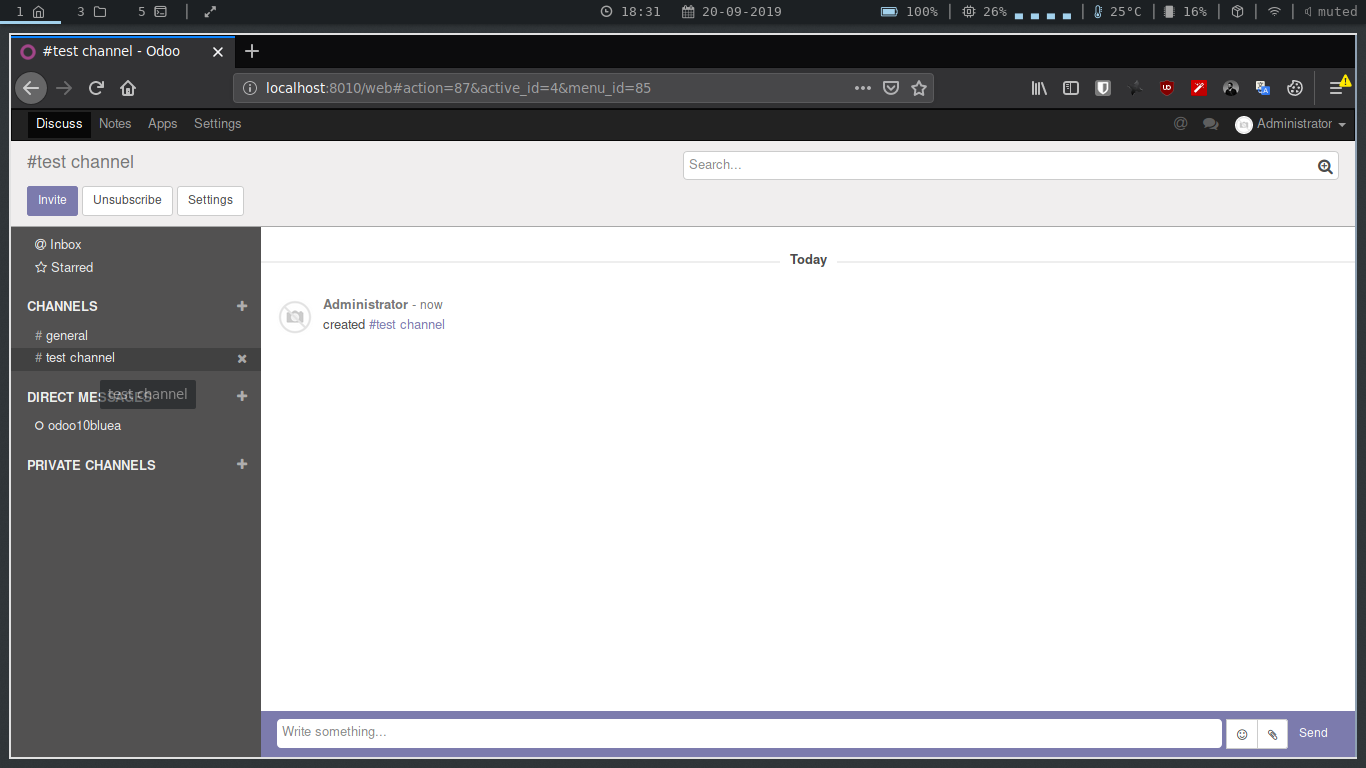 1 3 5 18:31 20-09-2019 100% 26% 25°C 16% muted
#test channel - Odoo
localhost:8010/web#action=87&active_id=4&menu_id=85
Discuss Notes Apps Settings @ Administrator
#test channel
Search...
Invite Unsubscribe Settings
@ Inbox
Starred
Today
CHANNELS
Administrator - now
created #test channel
# general
# test channel
DIRECT MESSAGES
test channel
odoo10bluea
PRIVATE CHANNELS
Write something... Send